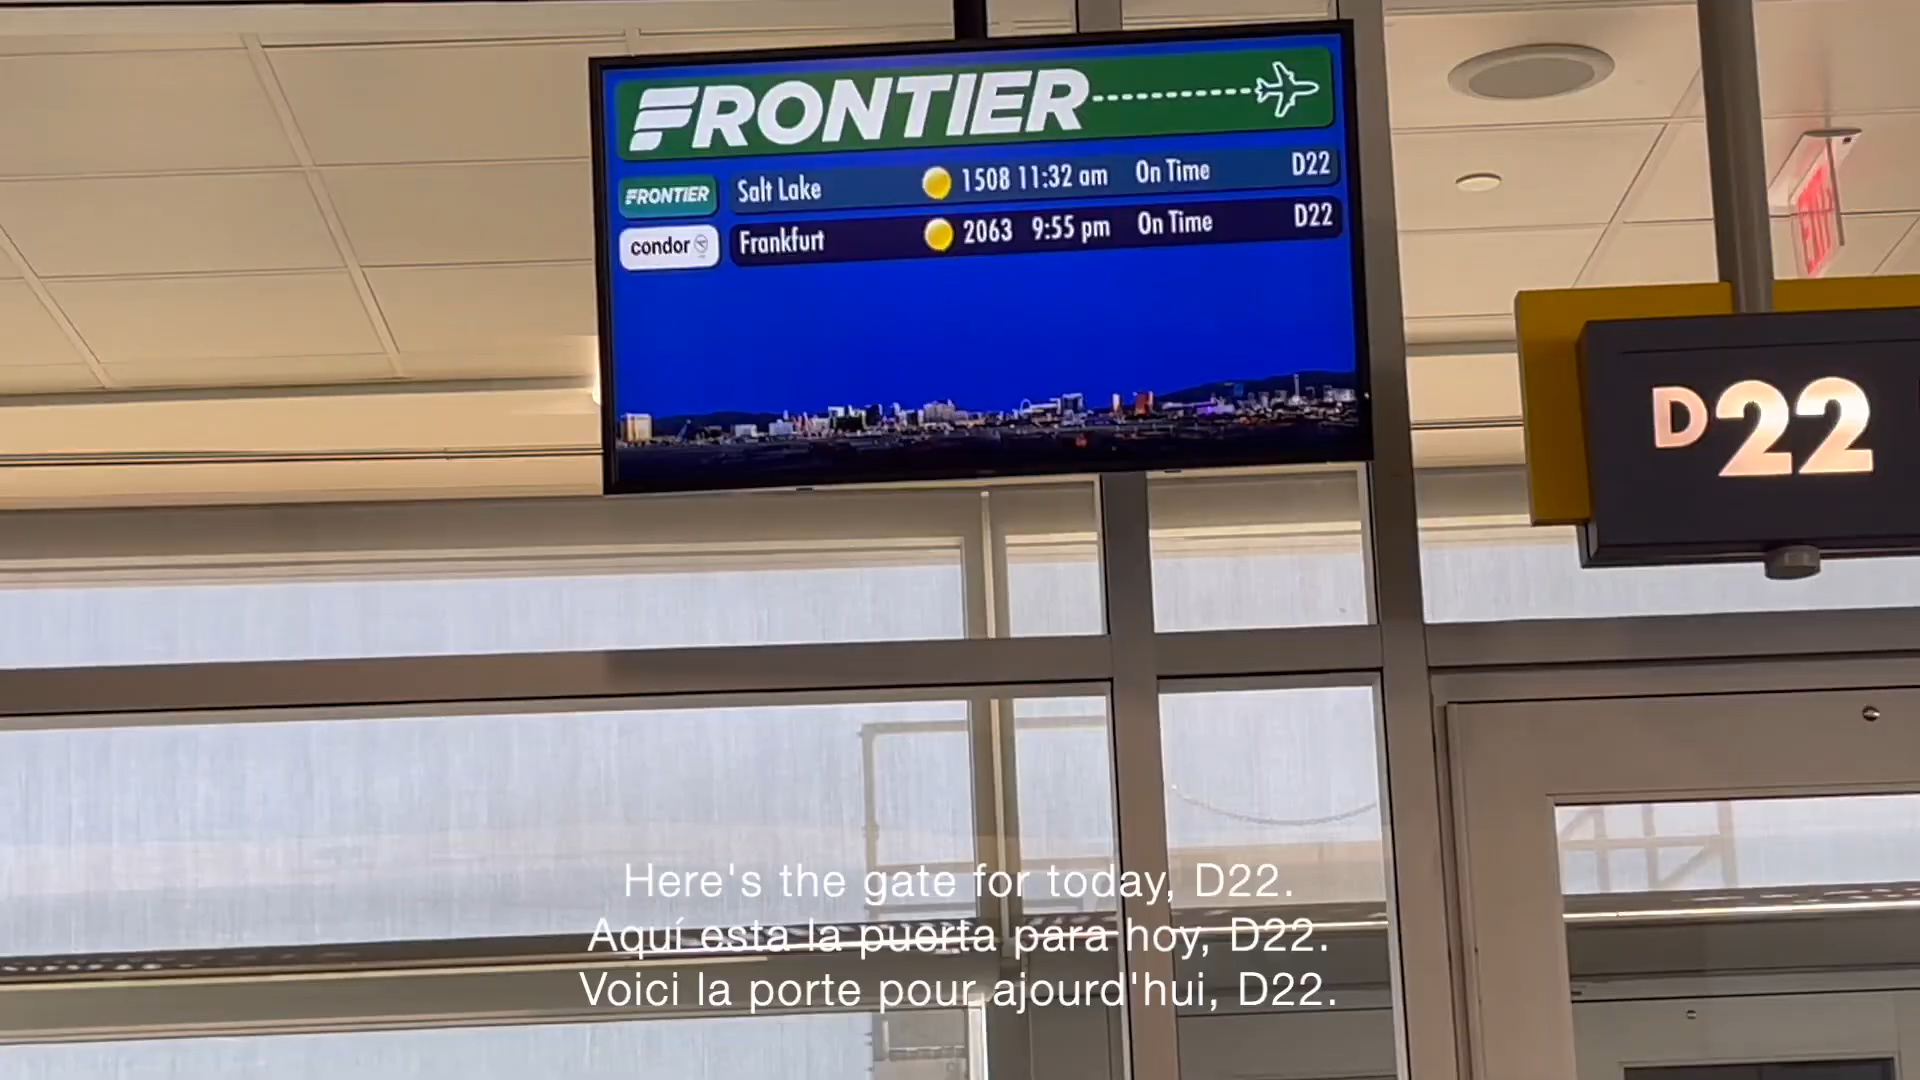 FRONTIER
FRONTIER Salt Lake 1508 11:32 am On Time D22
condor Frankfurt 2063 9:55 pm On Time D22
EXIT
D22
Here's the gate for today, D22.
Aquí esta la puerta para hoy, D22.
Voici la porte pour ajourd'hui, D22.